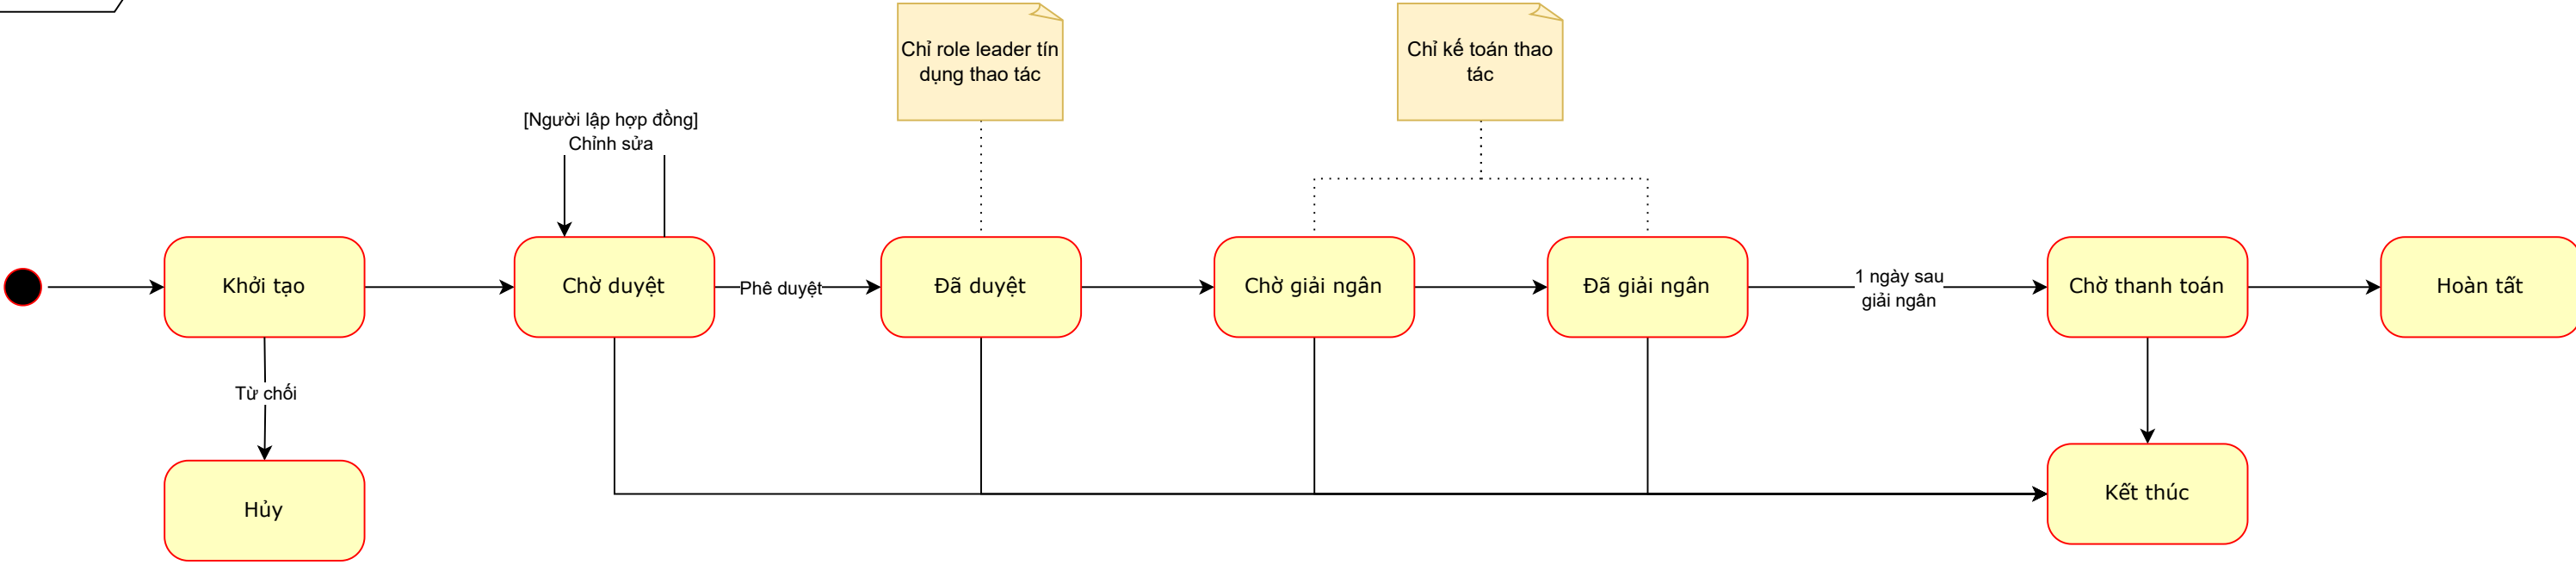 Chỉ role leader tín
dụng thao tác
Chỉ kế toán thao
tác
[Người lập hợp đồng]
Chỉnh sửa
Khởi tạo
Chờ duyệt
Phê duyệt
Đã duyệt
Chờ giải ngân
Đã giải ngân
1 ngày sau
giải ngân
Chờ thanh toán
Hoàn tất
Từ chối
Hủy
Kết thúc